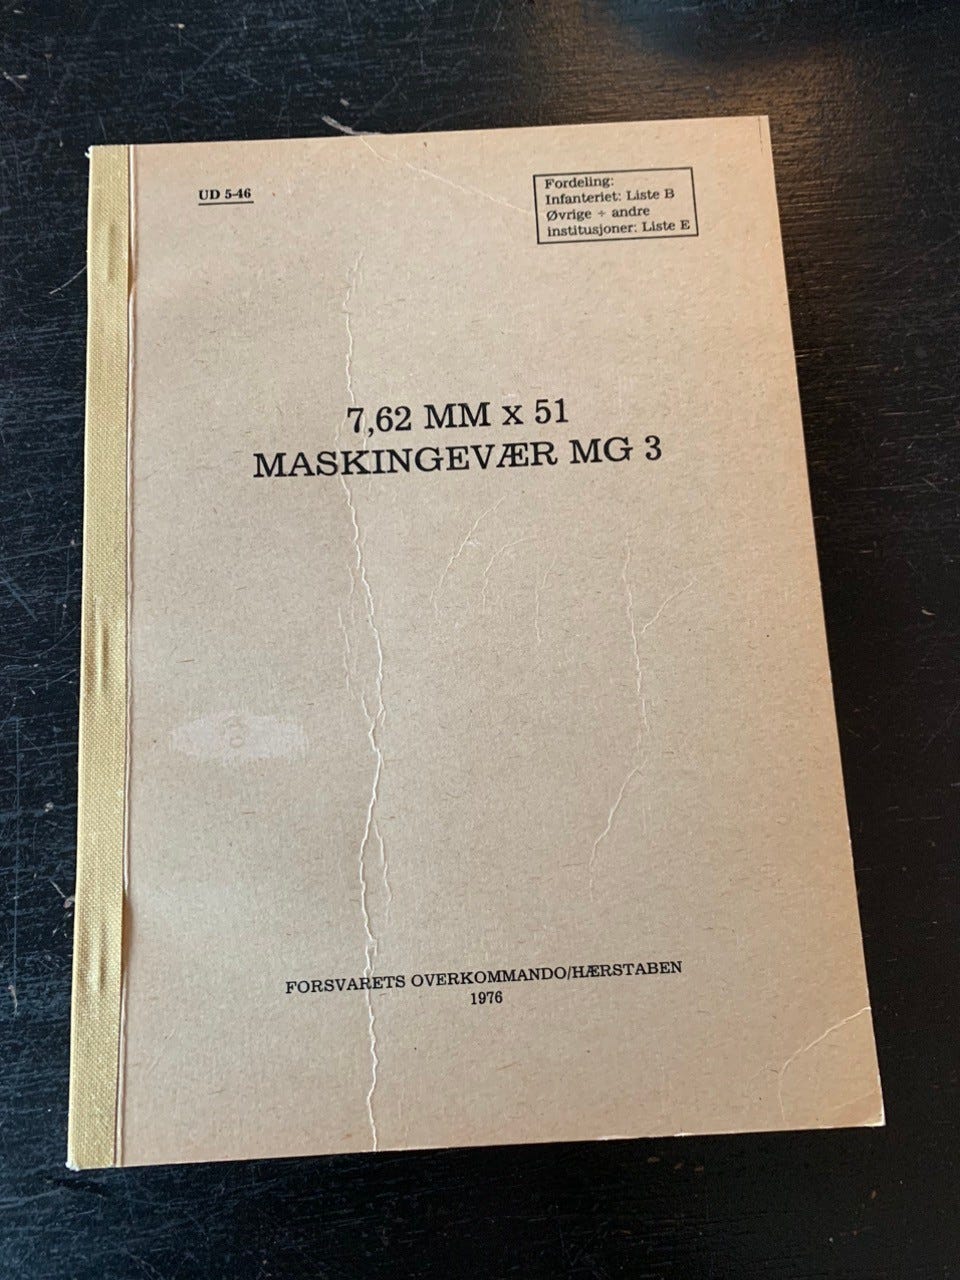 UD 5-46
Fordeling:
Infanteriet: Liste B
Øvrige ÷ andre
institusjoner: Liste E
7,62 MM x 51
MASKINGEVÆR MG 3
FORSVARETS OVERKOMMANDO/HÆRSTABEN
1976